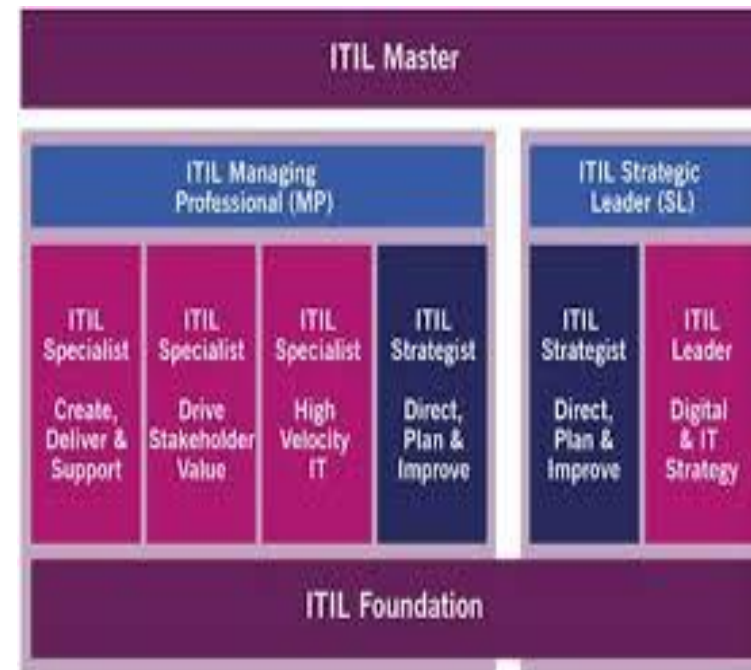 ITIL Master
ITIL Managing
Professional (MP)
ITIL Strategic
Leader (SL)
ITIL
Specialist
Create,
Deliver &
Support
ITIL
Specialist
Drive
Stakeholder
Value
ITIL
Specialist
High
Velocity
IT
ITIL
Strategist
Direct,
Plan &
Improve
ITIL
Strategist
Direct,
Plan &
Improve
ITIL
Leader
Digital
& IT
Strategy
ITIL Foundation